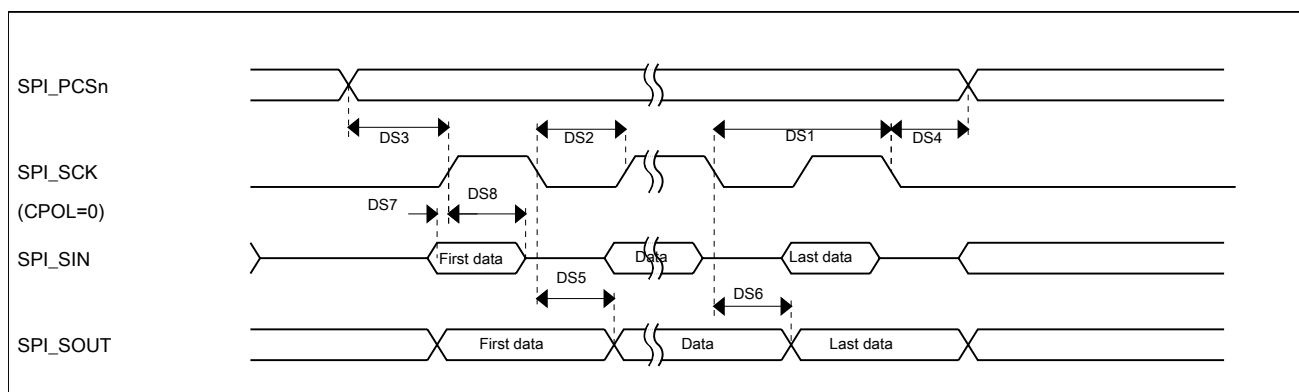 SPI_PCSn
DS3
DS2
DS1
DS4
SPI_SCK
(CPOL=0)
DS7
DS8
SPI_SIN
First data
Data
Last data
DS5
DS6
SPI_SOUT
First data
Data
Last data